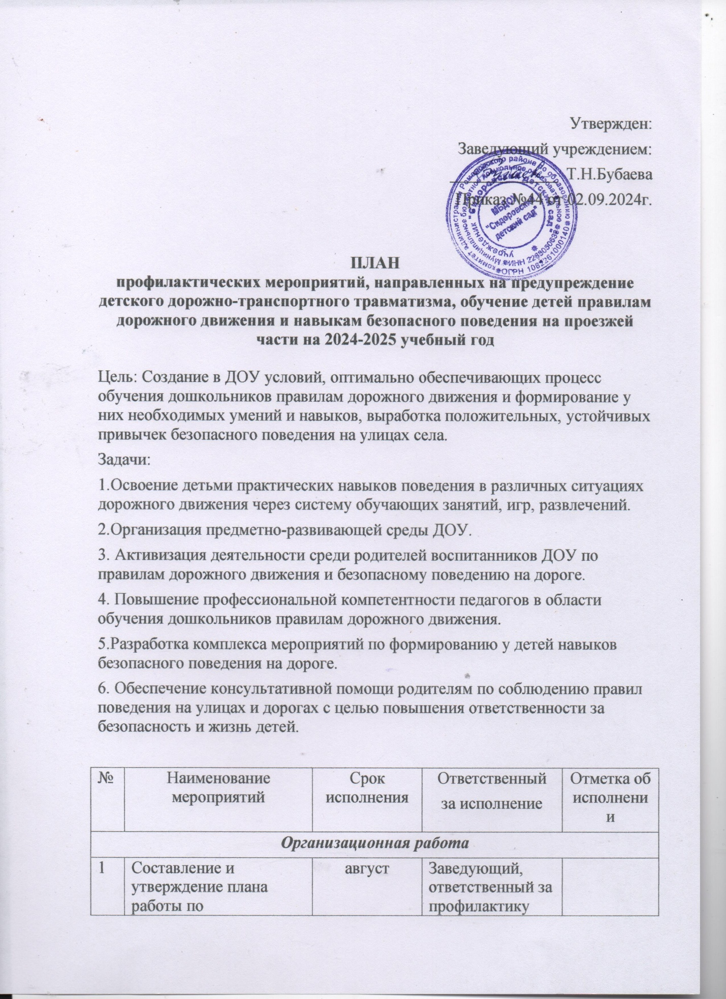 Утвержден:
Заведующий учреждением:
Т.Н.Бубаева
Приказ №44 от 02.09.2024г.
МБДОУ
"Сидоровский
детский сад"
ПЛАН
профилактических мероприятий, направленных на предупреждение
детского дорожно-транспортного травматизма, обучение детей правилам
дорожного движения и навыкам безопасного поведения на проезжей
части на 2024-2025 учебный год
Цель: Создание в ДОУ условий, оптимально обеспечивающих процесс
обучения дошкольников правилам дорожного движения и формирование у
них необходимых умений и навыков, выработка положительных, устойчивых
привычек безопасного поведения на улицах села.
Задачи:
1.Освоение детьми практических навыков поведения в различных ситуациях
дорожного движения через систему обучающих занятий, игр, развлечений.
2.Организация предметно-развивающей среды ДОУ.
3. Активизация деятельности среди родителей воспитанников ДОУ по
правилам дорожного движения и безопасному поведению на дороге.
4. Повышение профессиональной компетентности педагогов в области
обучения дошкольников правилам дорожного движения.
5.Разработка комплекса мероприятий по формированию у детей навыков
безопасного поведения на дороге.
6. Обеспечение консультативной помощи родителям по соблюдению правил
поведения на улицах и дорогах с целью повышения ответственности за
безопасность и жизнь детей.
№
Наименование
мероприятий
Срок
исполнения
Ответственный
за исполнение
Отметка об
исполнени
и
Организационная работа
1
Составление и
утверждение плана
работы по
август
Заведующий,
ответственный за
профилактику